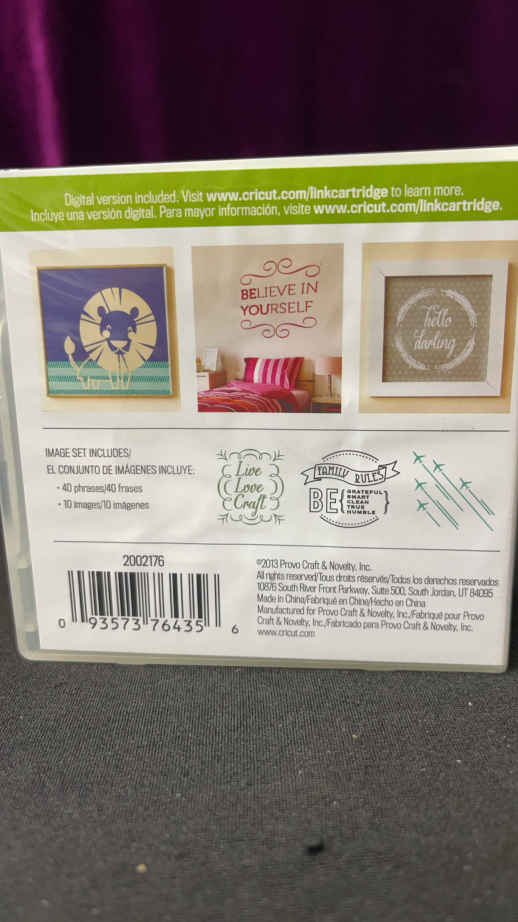 Digital version included. Visit www.cricut.com/linkcartridge to learn more.
Incluye una versión digital. Para mayor información, visite www.cricut.com/linkcartridge.
BELIEVE IN
YOURSELF
hello
darling
IMAGE SET INCLUDES/
EL CONJUNTO DE IMÁGENES INCLUYE:
• 40 phrases/40 frases
• 10 images/10 imágenes
Live
Love
Craft
FAMILY RULES
BE
GRATEFUL
SMART
CLEAN
TRUE
HUMBLE
2002176
0 93573 76435 6
©2013 Provo Craft & Novelty, Inc.
All rights reserved/Tous droits réservés/Todos los derechos reservados
10876 South River Front Parkway, Suite 500, South Jordan, UT 84095
Made in China/Fabriqué en Chine/Hecho en China
Manufactured for Provo Craft & Novelty, Inc./Fabriqué pour Provo
Craft & Novelty, Inc./Fabricado para Provo Craft & Novelty, Inc.
www.cricut.com